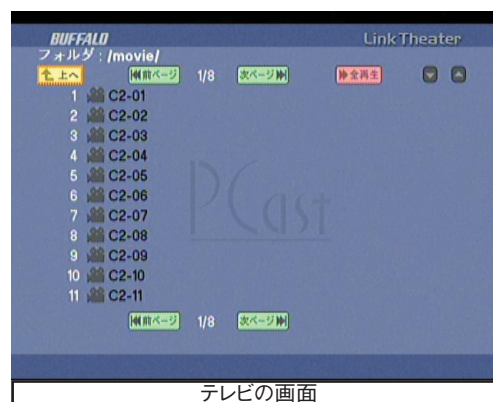 BUFFALO LinkTheater
フォルダ : /movie/
上へ 前ページ 1/8 次ページ 全再生
1 C2-01
2 C2-02
3 C2-03
4 C2-04
5 C2-05
6 C2-06
7 C2-07
8 C2-08
9 C2-09
10 C2-10
11 C2-11
PCast
前ページ 1/8 次ページ
テレビの画面